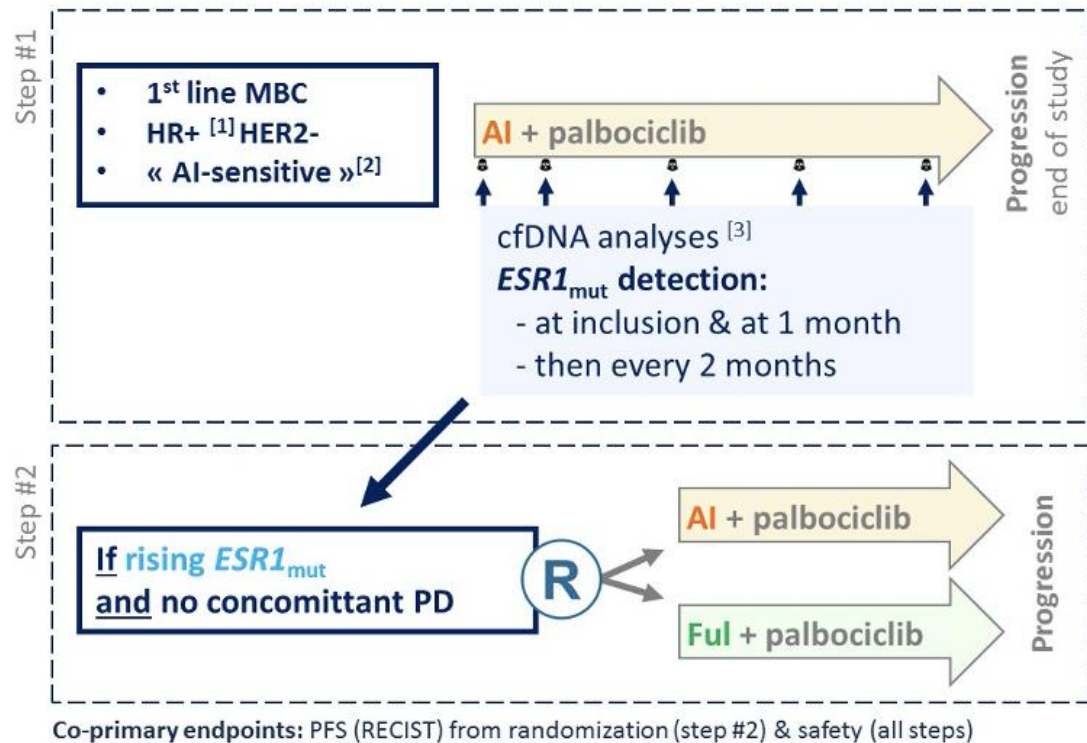 Step #1
• 1st line MBC
• HR+ [1] HER2-
• « AI-sensitive »[2]
AI + palbociclib
Progression
end of study
cfDNA analyses [3]
ESR1mut detection:
- at inclusion & at 1 month
- then every 2 months
Step #2
If rising ESR1mut
and no concomittant PD
R
AI + palbociclib
Ful + palbociclib
Progression
Co-primary endpoints: PFS (RECIST) from randomization (step #2) & safety (all steps)